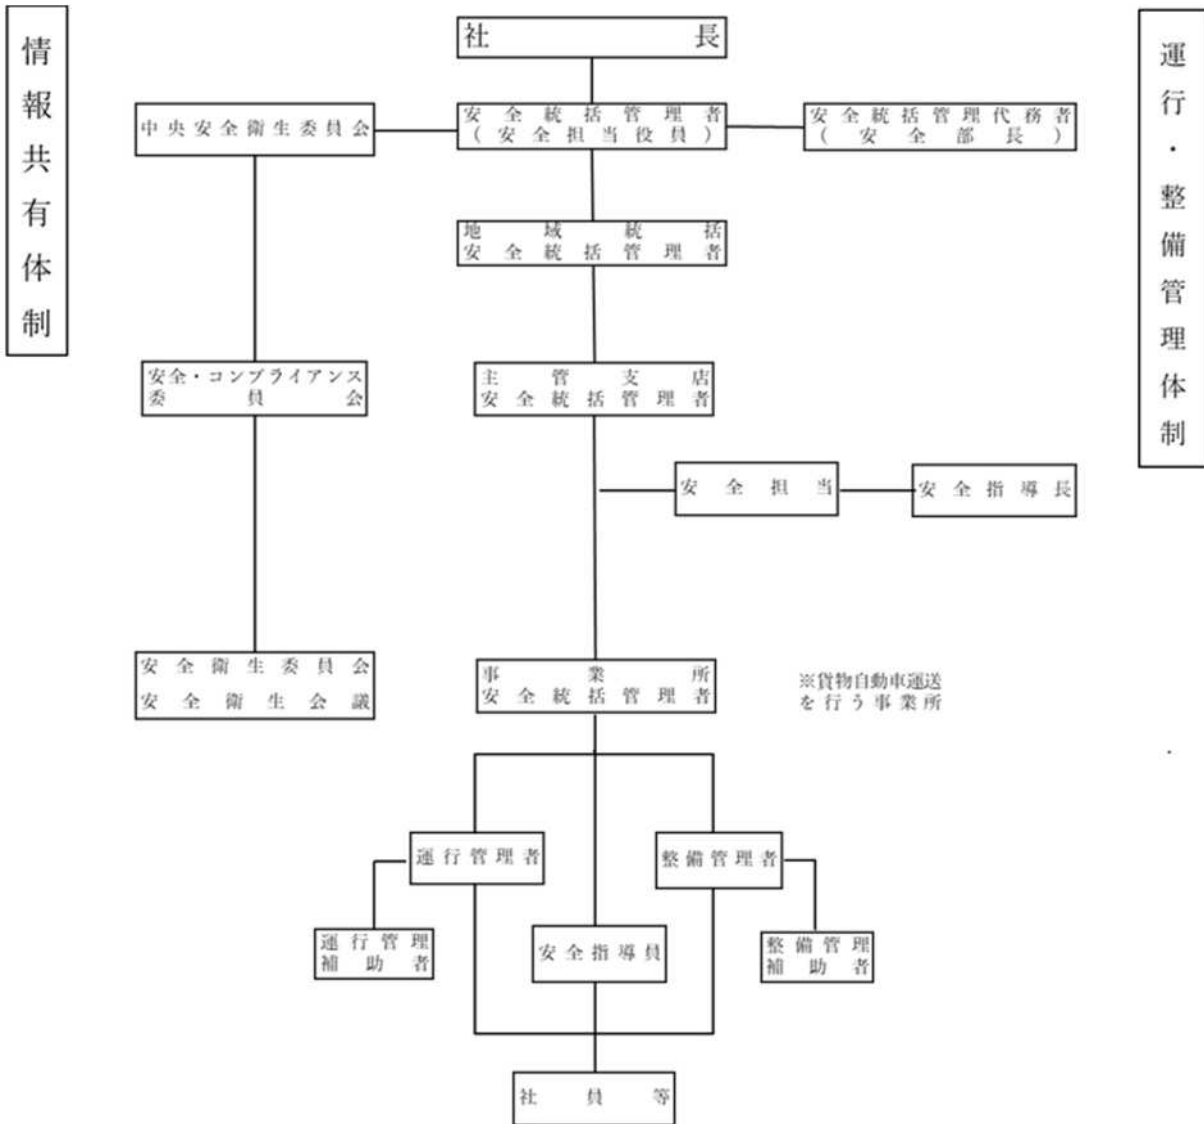 情報共有体制
運行・整備管理体制
社長
中央安全衛生委員会
安全統括管理者
(安全担当役員)
安全統括管理代務者
(安全部長)
地域統括
安全統括管理者
安全・コンプライアンス
委員会
主管支店
安全統括管理者
安全担当
安全指導長
安全衛生委員会
安全衛生会議
事業所
安全統括管理者
※貨物自動車運送
を行う事業所
運行管理者
整備管理者
運行管理
補助者
安全指導員
整備管理
補助者
社員等